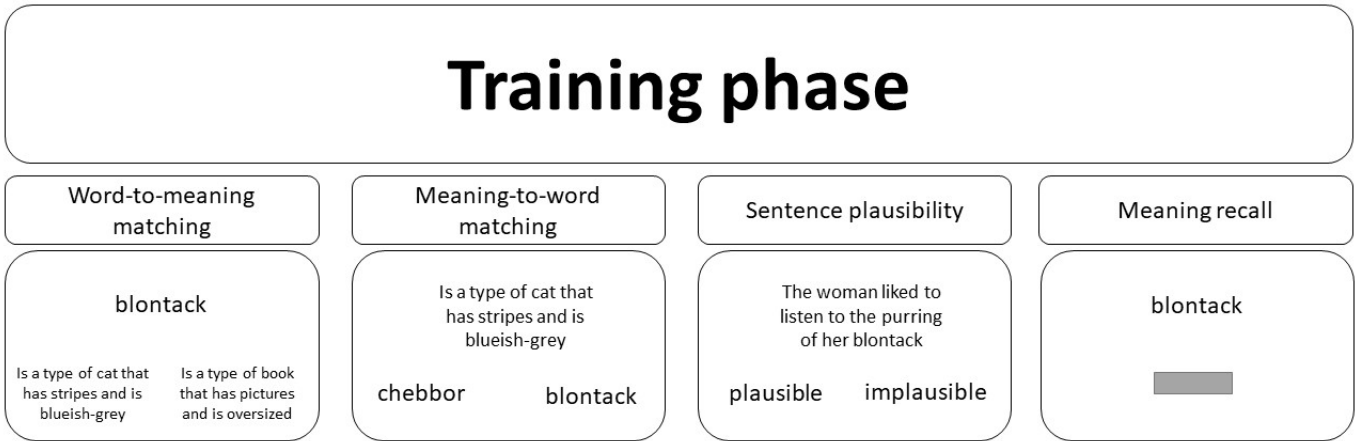 Training phase
Word-to-meaning
matching
Meaning-to-word
matching
Sentence plausibility
Meaning recall
blontack
Is a type of cat that
has stripes and is
blueish-grey
Is a type of book
that has pictures
and is oversized
Is a type of cat that
has stripes and is
blueish-grey
chebbor
blontack
The woman liked to
listen to the purring
of her blontack
plausible
implausible
blontack